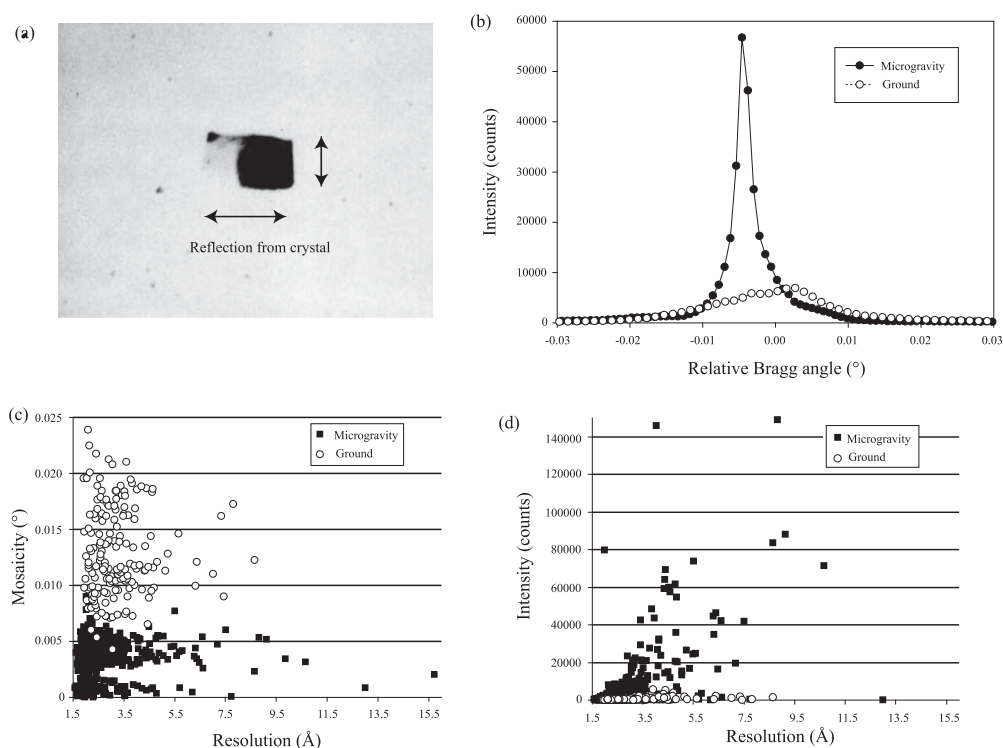 (a)
Reflection from crystal
(b)
60000
50000
40000
30000
20000
10000
0
Intensity (counts)
Microgravity
Ground
-0.03 -0.02 -0.01 0.00 0.01 0.02 0.03
Relative Bragg angle (°)
(c)
0.025
0.020
0.015
0.010
0.005
0
Mosaicity (°)
Microgravity
Ground
1.5 3.5 5.5 7.5 9.5 11.5 13.5 15.5
Resolution (Å)
(d)
140000
120000
100000
80000
60000
40000
20000
0
Intensity (counts)
Microgravity
Ground
1.5 3.5 5.5 7.5 9.5 11.5 13.5 15.5
Resolution (Å)